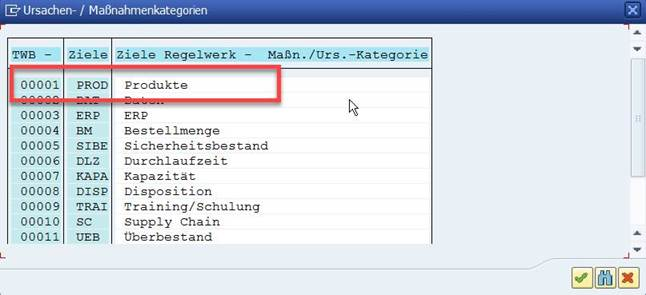 Ursachen- / Maßnahmenkategorien
TWB - Ziele Ziele Regelwerk - Maßn./Urs.-Kategorie
00001 PROD Produkte
00002 DAT Daten
00003 ERP ERP
00004 BM Bestellmenge
00005 SIBE Sicherheitsbestand
00006 DLZ Durchlaufzeit
00007 KAPA Kapazität
00008 DISP Disposition
00009 TRAI Training/Schulung
00010 SC Supply Chain
00011 UEB Überbestand